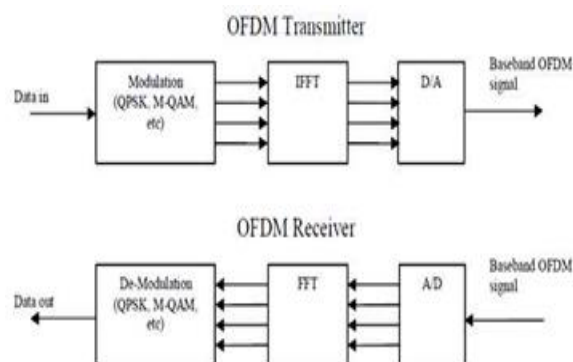 OFDM Transmitter
Data in
Modulation
(QPSK, M-QAM,
etc)
IFFT
D/A
Baseband OFDM
signal
OFDM Receiver
Data out
De-Modulation
(QPSK, M-QAM,
etc)
FFT
A/D
Baseband OFDM
signal